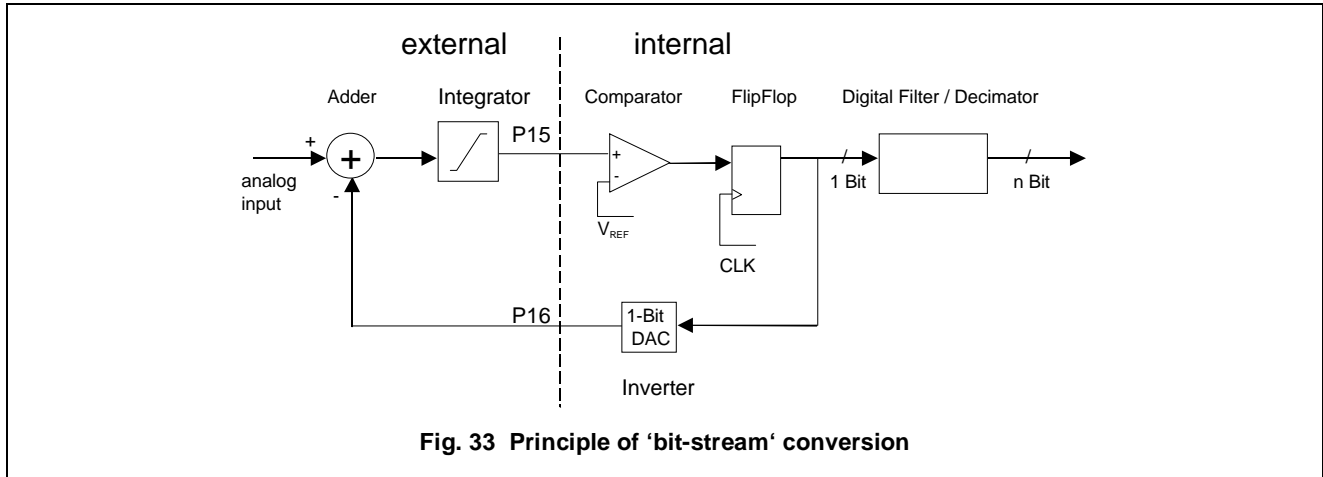 external internal
Adder Integrator Comparator FlipFlop Digital Filter / Decimator
P15
+ + + -
analog input
-
1 Bit n Bit
VREF
CLK
P16 1-Bit DAC
Inverter
Fig. 33 Principle of ‘bit-stream‘ conversion